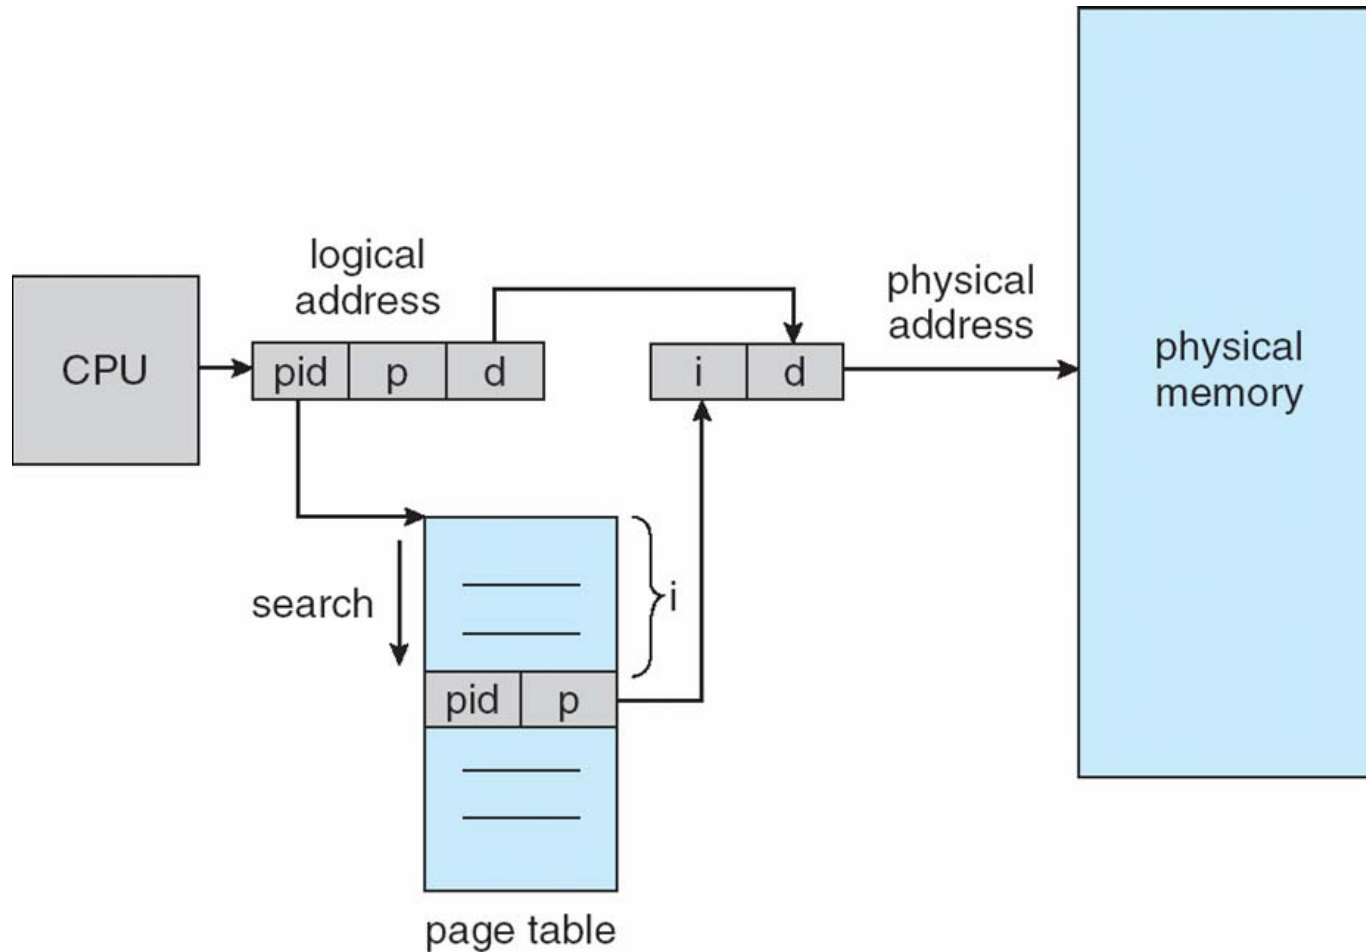 logical
address
physical
address
CPU
pid p d
i d
physical
memory
search
i
pid p
page table